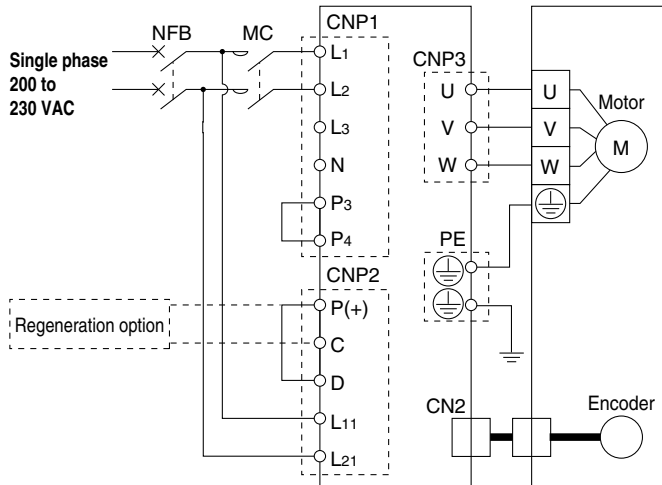 NFB
MC
CNP1
Single phase
200 to
230 VAC
L1
L2
L3
N
P3
P4
CNP2
Regeneration option
P(+)
C
D
L11
L21
CNP3
U
V
W
PE
CN2
U
V
W
Motor
M
Encoder